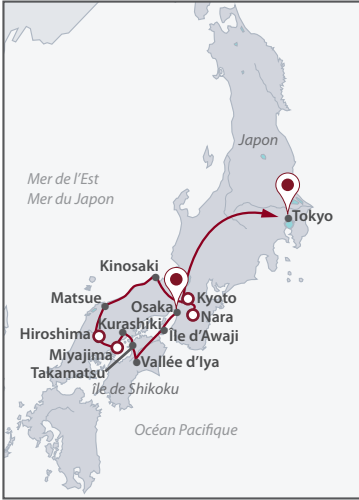 Japon
Mer de l'Est
Mer du Japon
Tokyo
Kinosaki
Matsue
Osaka
Kyoto
Nara
Kurashiki
Hiroshima
Île d'Awaji
Miyajima
Vallée d'Iya
Takamatsu
île de Shikoku
Océan Pacifique